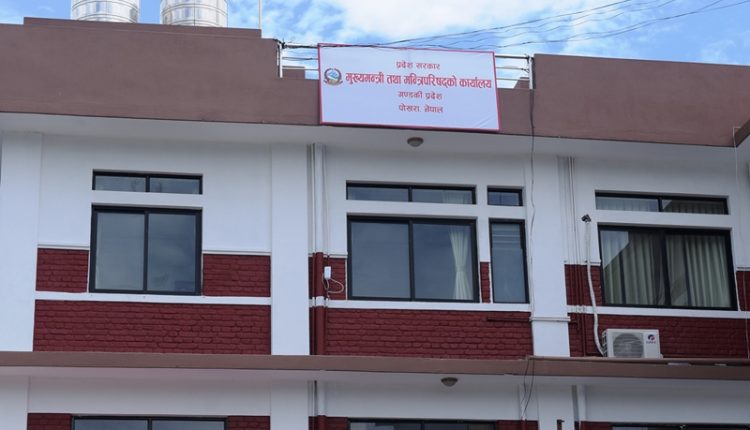 प्रदेश सरकार
मुख्यमन्त्री तथा मन्त्रिपरिषद्को कार्यालय
गण्डकी प्रदेश
पोखरा नेपाल